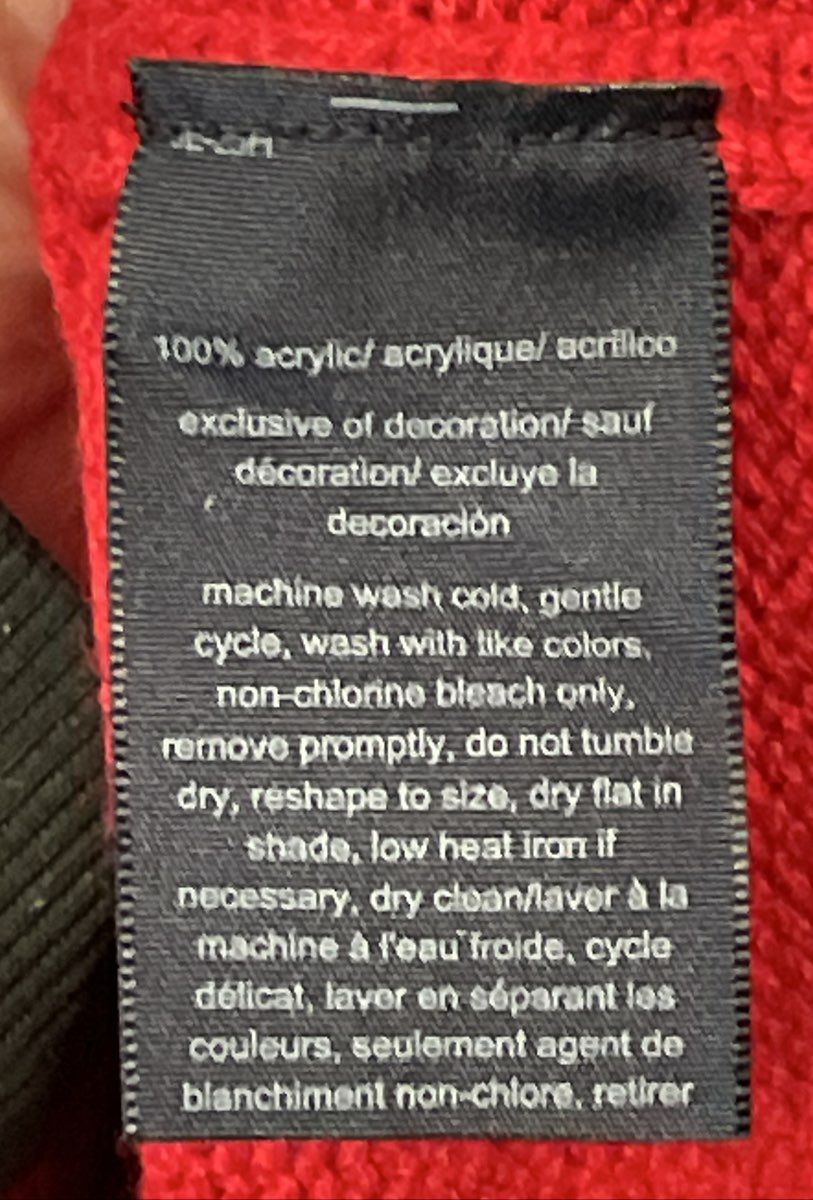 100% acrylic/ acrylique/ acrílico
exclusive of decoration/ sauf
décoration/ excluye la
decoración
machine wash cold, gentle
cycle, wash with like colors,
non-chlorine bleach only,
remove promptly, do not tumble
dry, reshape to size, dry flat in
shade, low heat iron if
necessary, dry clean/laver à la
machine à l'eau froide, cycle
délicat, laver en séparant les
couleurs, seulement agent de
blanchiment non-chlore, retirer